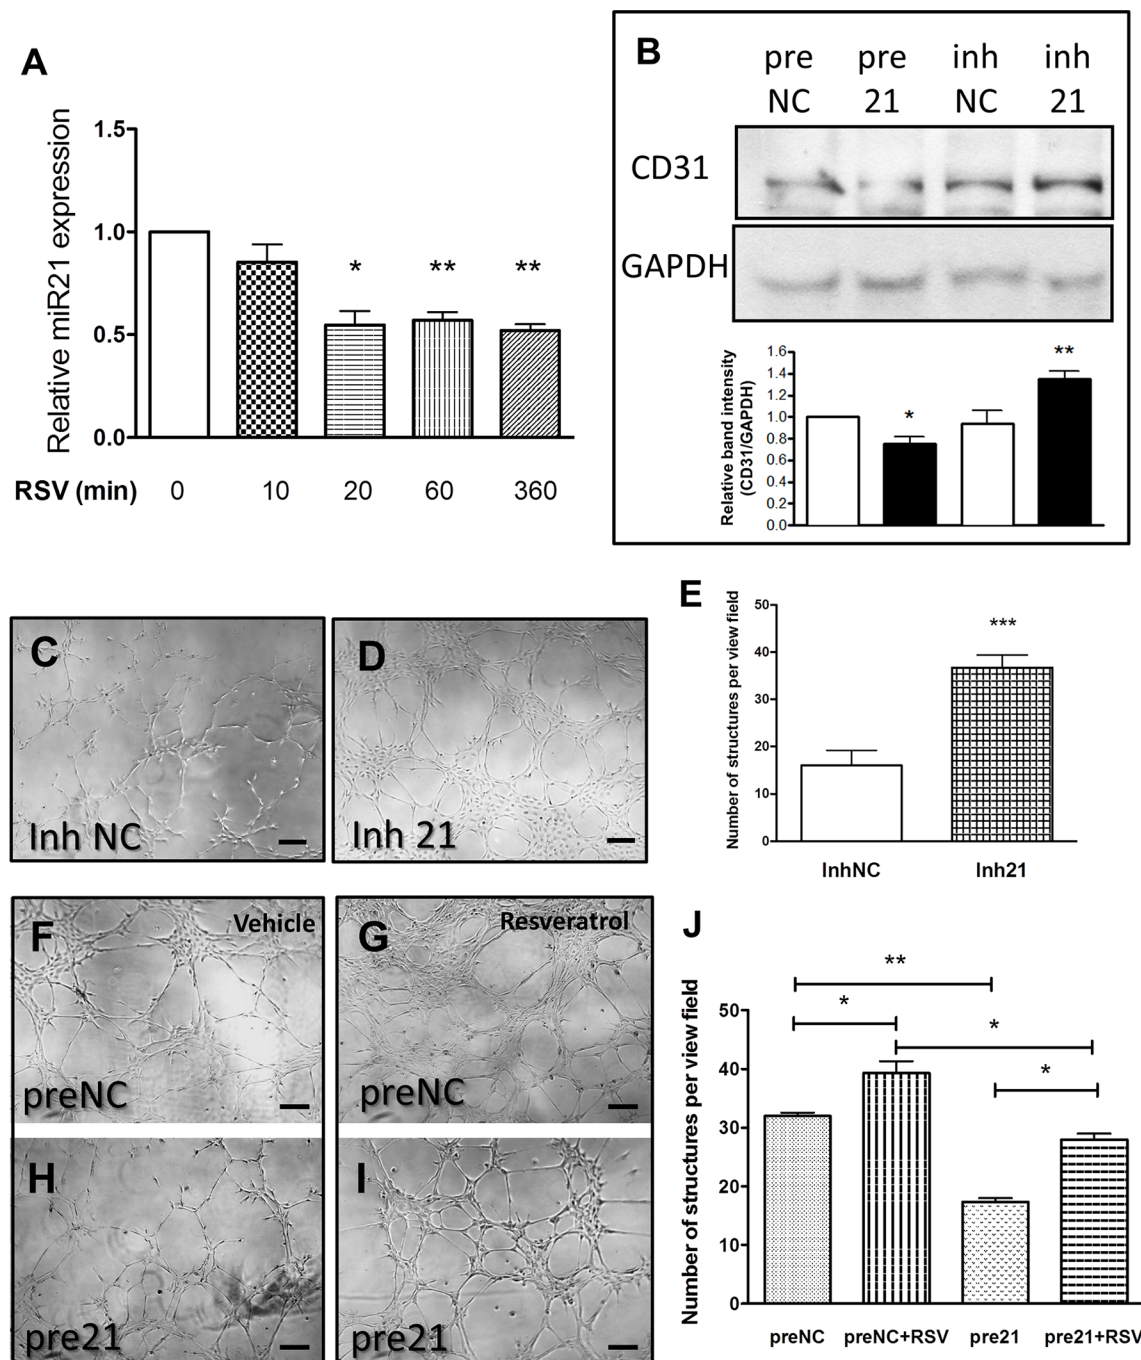 A
Relative miR21 expression
1.5
1.0
0.5
0.0
* ** **
RSV (min) 0 10 20 60 360
B
pre pre inh inh
NC 21 NC 21
CD31
GAPDH
Relative band intensity
(CD31/GAPDH)
1.6
1.4
1.2
1.0
0.8
0.6
0.4
0.2
0.0
* **
C
Inh NC
D
Inh 21
E
Number of structures per view field
50
40
30
20
10
0
***
InhNC Inh21
F
Vehicle
preNC
G
Resveratrol
preNC
H
pre21
I
pre21
J
Number of structures per view field
50
40
30
20
10
0
**
*
*
*
preNC preNC+RSV pre21 pre21+RSV